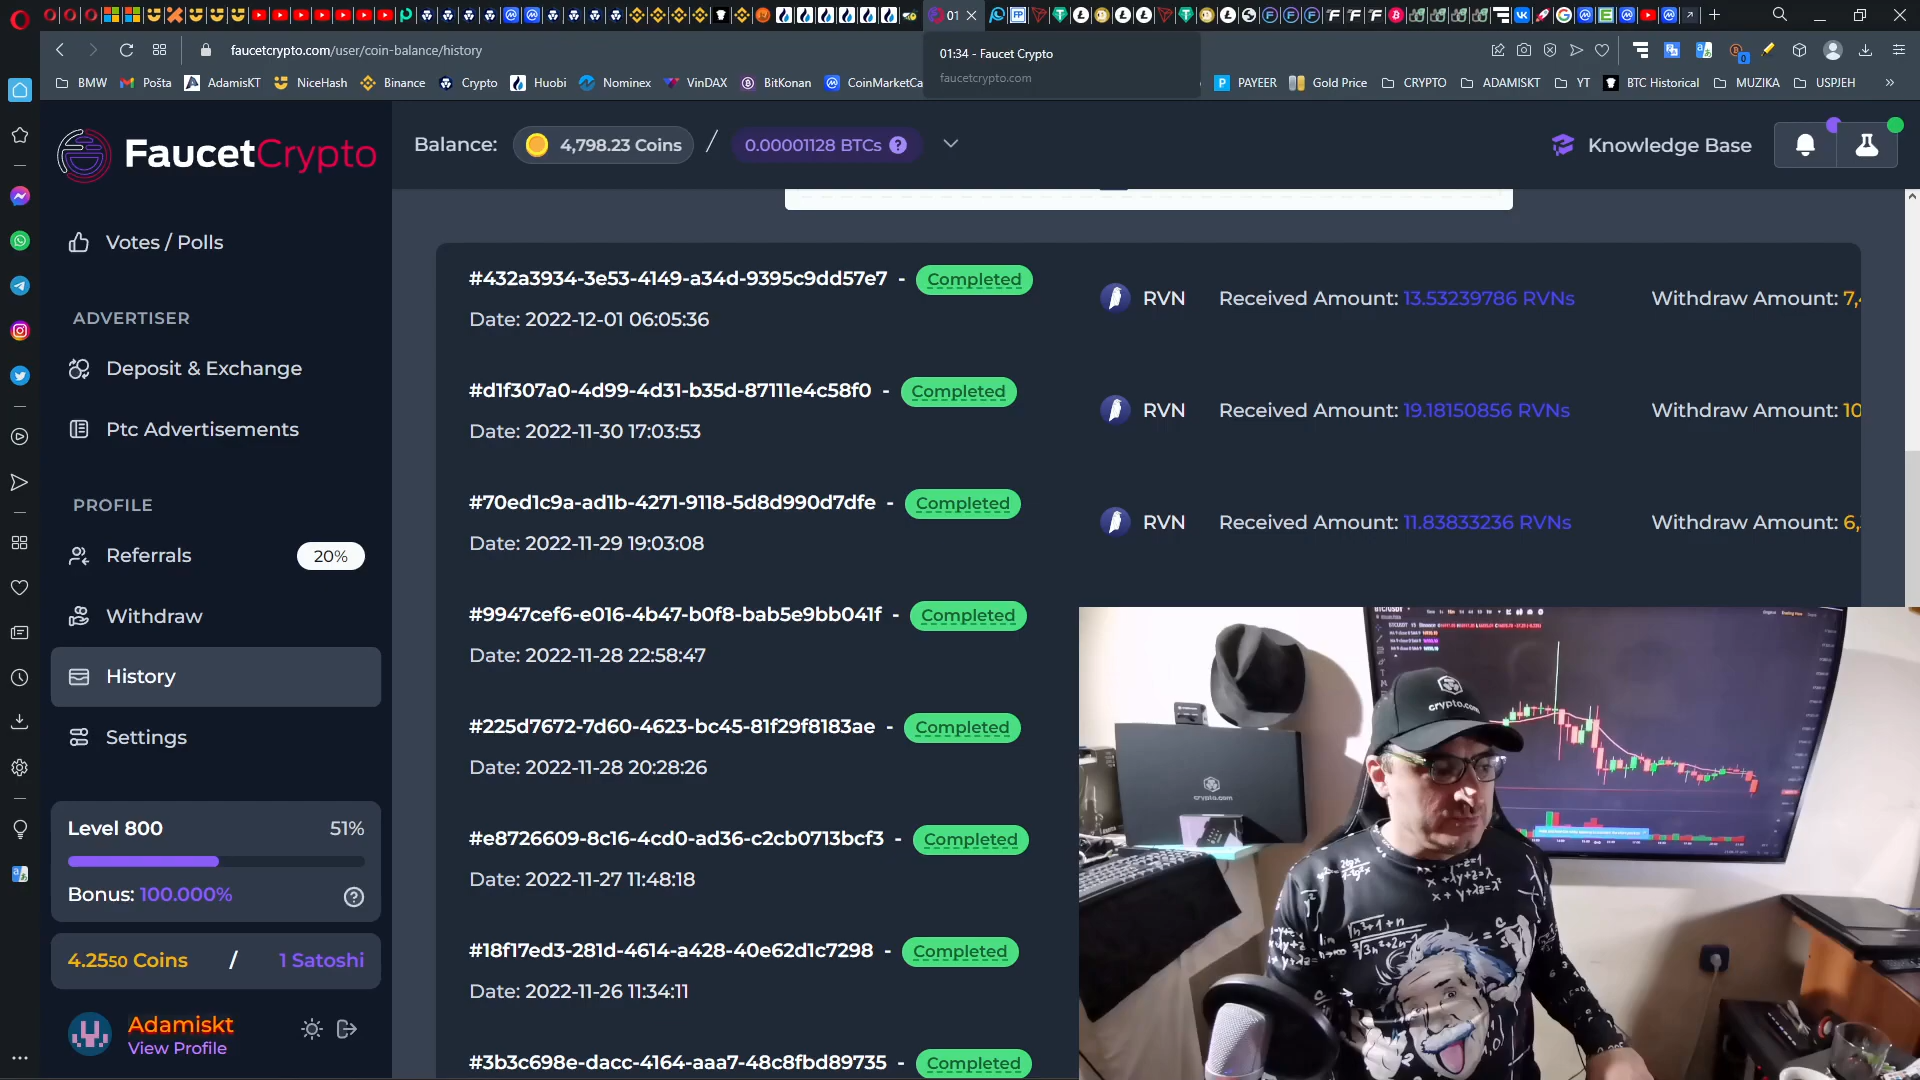 01
01:34 - Faucet Crypto
faucetcrypto.com
faucetcrypto.com/user/coin-balance/history
BMW
Pošta
AdamisKT
NiceHash
Binance
Crypto
Huobi
Nominex
VinDAX
BitKonan
CoinMarketCa
PAYEER
Gold Price
CRYPTO
ADAMISKT
YT
BTC Historical
MUZIKA
USPJEH
FaucetCrypto
Balance:
4,798.23 Coins
/
0.00001128 BTCs
Knowledge Base
Votes / Polls
ADVERTISER
Deposit & Exchange
Ptc Advertisements
PROFILE
Referrals
20%
Withdraw
History
Settings
Level 800
51%
Bonus: 100.000%
4.2550 Coins / 1 Satoshi
Adamiskt
View Profile
#432a3934-3e53-4149-a34d-9395c9dd57e7 - Completed
Date: 2022-12-01 06:05:36
RVN
Received Amount: 13.53239786 RVNs
Withdraw Amount: 7,4
#d1f307a0-4d99-4d31-b35d-87111e4c58f0 - Completed
Date: 2022-11-30 17:03:53
RVN
Received Amount: 19.18150856 RVNs
Withdraw Amount: 10
#70ed1c9a-ad1b-4271-9118-5d8d990d7dfe - Completed
Date: 2022-11-29 19:03:08
RVN
Received Amount: 11.83833236 RVNs
Withdraw Amount: 6,
#9947cef6-e016-4b47-b0f8-bab5e9bb041f - Completed
Date: 2022-11-28 22:58:47
#225d7672-7d60-4623-bc45-81f29f8183ae - Completed
Date: 2022-11-28 20:28:26
#e8726609-8c16-4cd0-ad36-c2cb0713bcf3 - Completed
Date: 2022-11-27 11:48:18
#18f17ed3-281d-4614-a428-40e62d1c7298 - Completed
Date: 2022-11-26 11:34:11
#3b3c698e-dacc-4164-aaa7-48c8fbd89735 - Completed
crypto.com
crypto.com